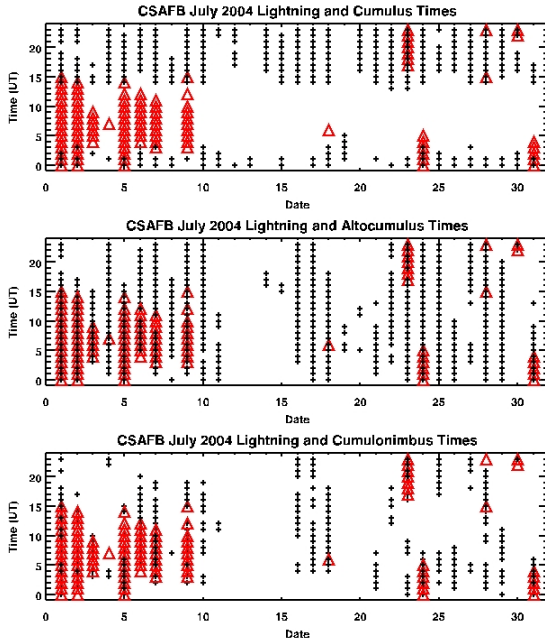 CSAFB July 2004 Lightning and Cumulus Times
Time (UT)
20
15
10
5
0
0 5 10 15 20 25 30
Date
CSAFB July 2004 Lightning and Altocumulus Times
Time (UT)
20
15
10
5
0
0 5 10 15 20 25 30
Date
CSAFB July 2004 Lightning and Cumulonimbus Times
Time (UT)
20
15
10
5
0
0 5 10 15 20 25 30
Date